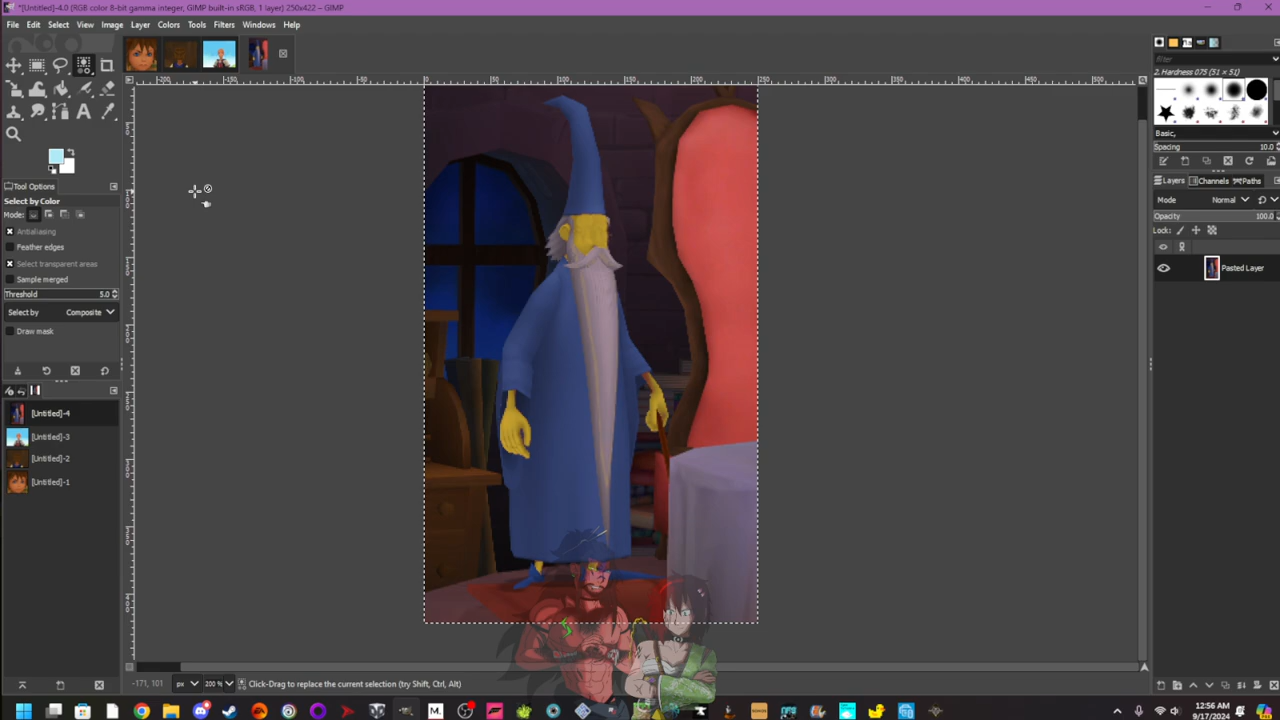 *[Untitled]-4.0 (RGB color 8-bit gamma integer, GIMP built-in sRGB, 1 layer) 250x422 – GIMP
File Edit Select View Image Layer Colors Tools Filters Windows Help
filter
2. Hardness 075 (51 × 51)
Basic,
Spacing 10.0
Tool Options
Select by Color
Mode:
Antialiasing
Feather edges
Select transparent areas
Sample merged
Threshold 5.0
Select by Composite
Draw mask
[Untitled]-4
[Untitled]-3
[Untitled]-2
[Untitled]-1
Layers Channels Paths
Mode Normal
Opacity 100.0
Lock:
Pasted Layer
-171, 101 px 200 % Click-Drag to replace the current selection (try Shift, Ctrl, Alt)
12:56 AM
9/17/2024